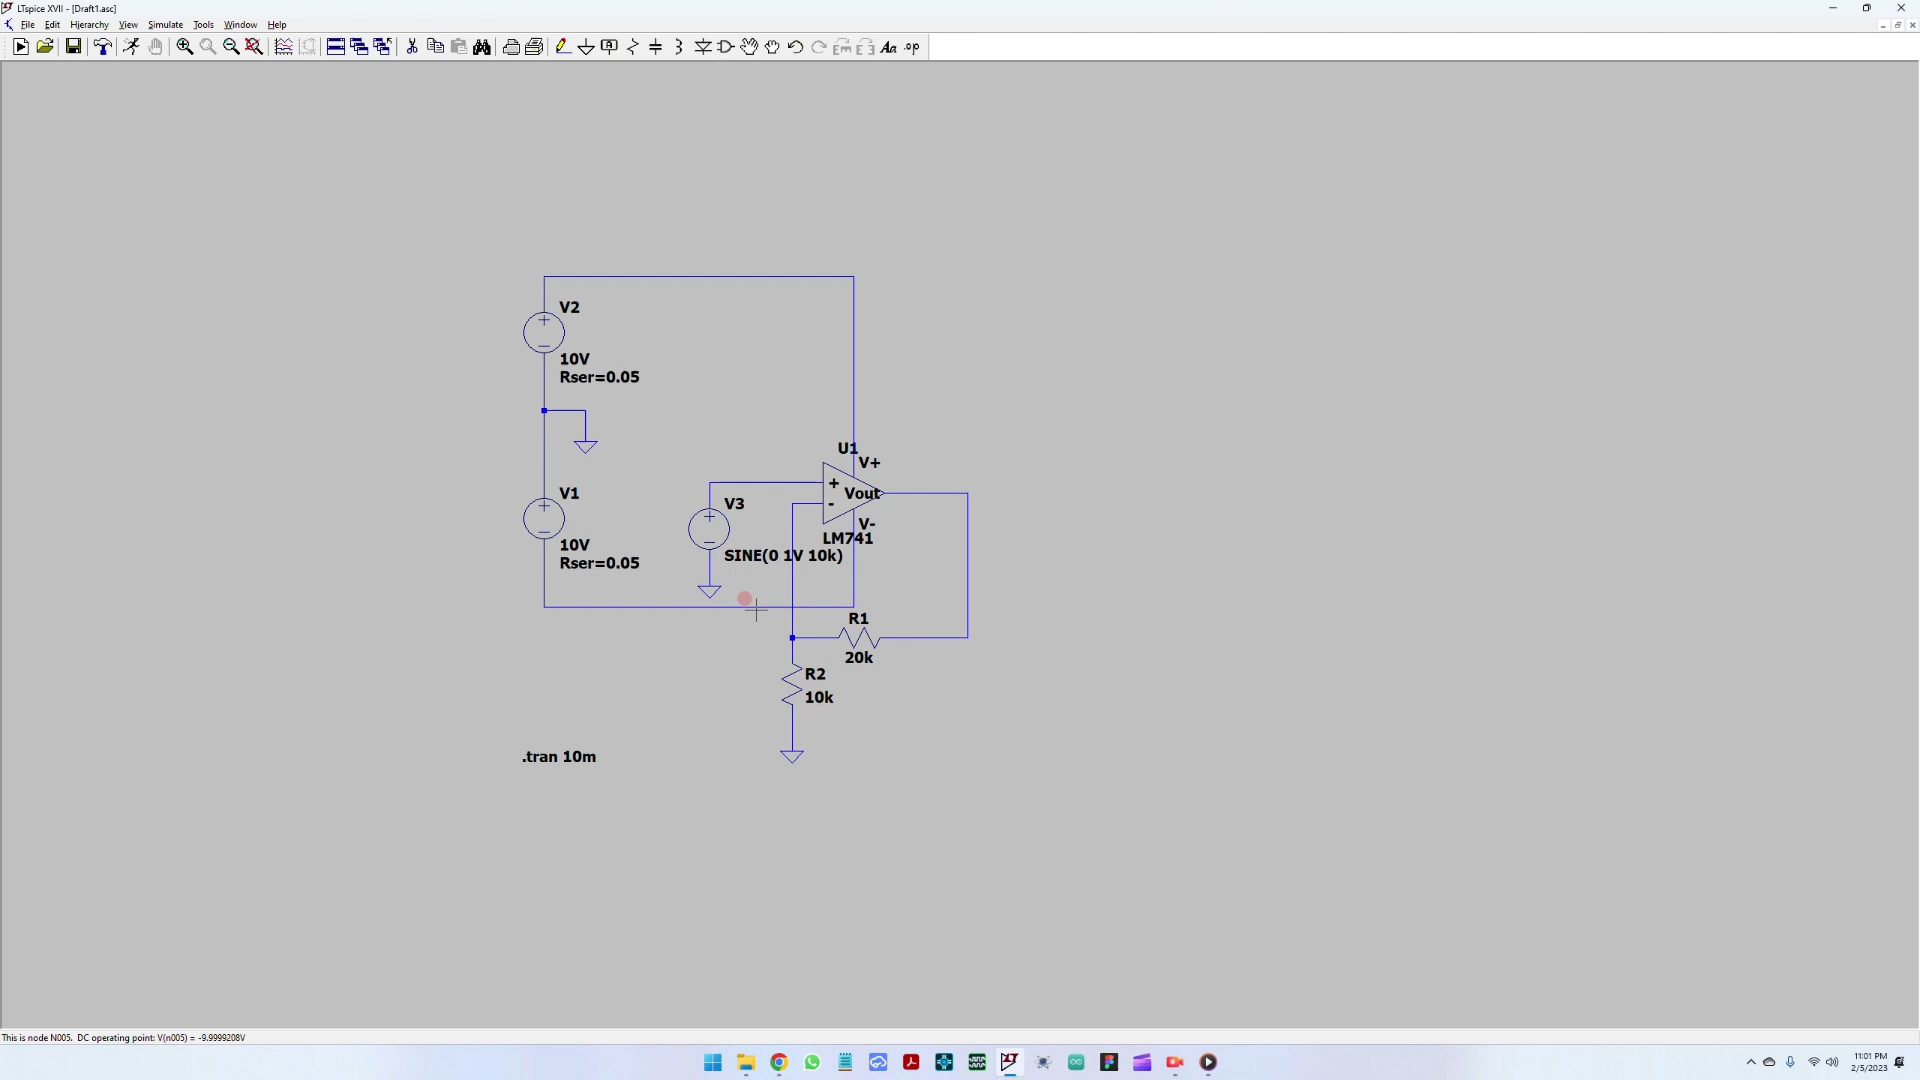 LTspice XVII - [Draft1.asc]
File Edit Hierarchy View Simulate Tools Window Help
Aa .op
V2
10V
Rser=0.05
U1
V+
+
Vout
-
V-
LM741
V1
10V
Rser=0.05
V3
SINE(0 1V 10k)
R1
20k
R2
10k
.tran 10m
This is node N005. DC operating point: V(n005) = -9.9999208V
11:01 PM
2/5/2023